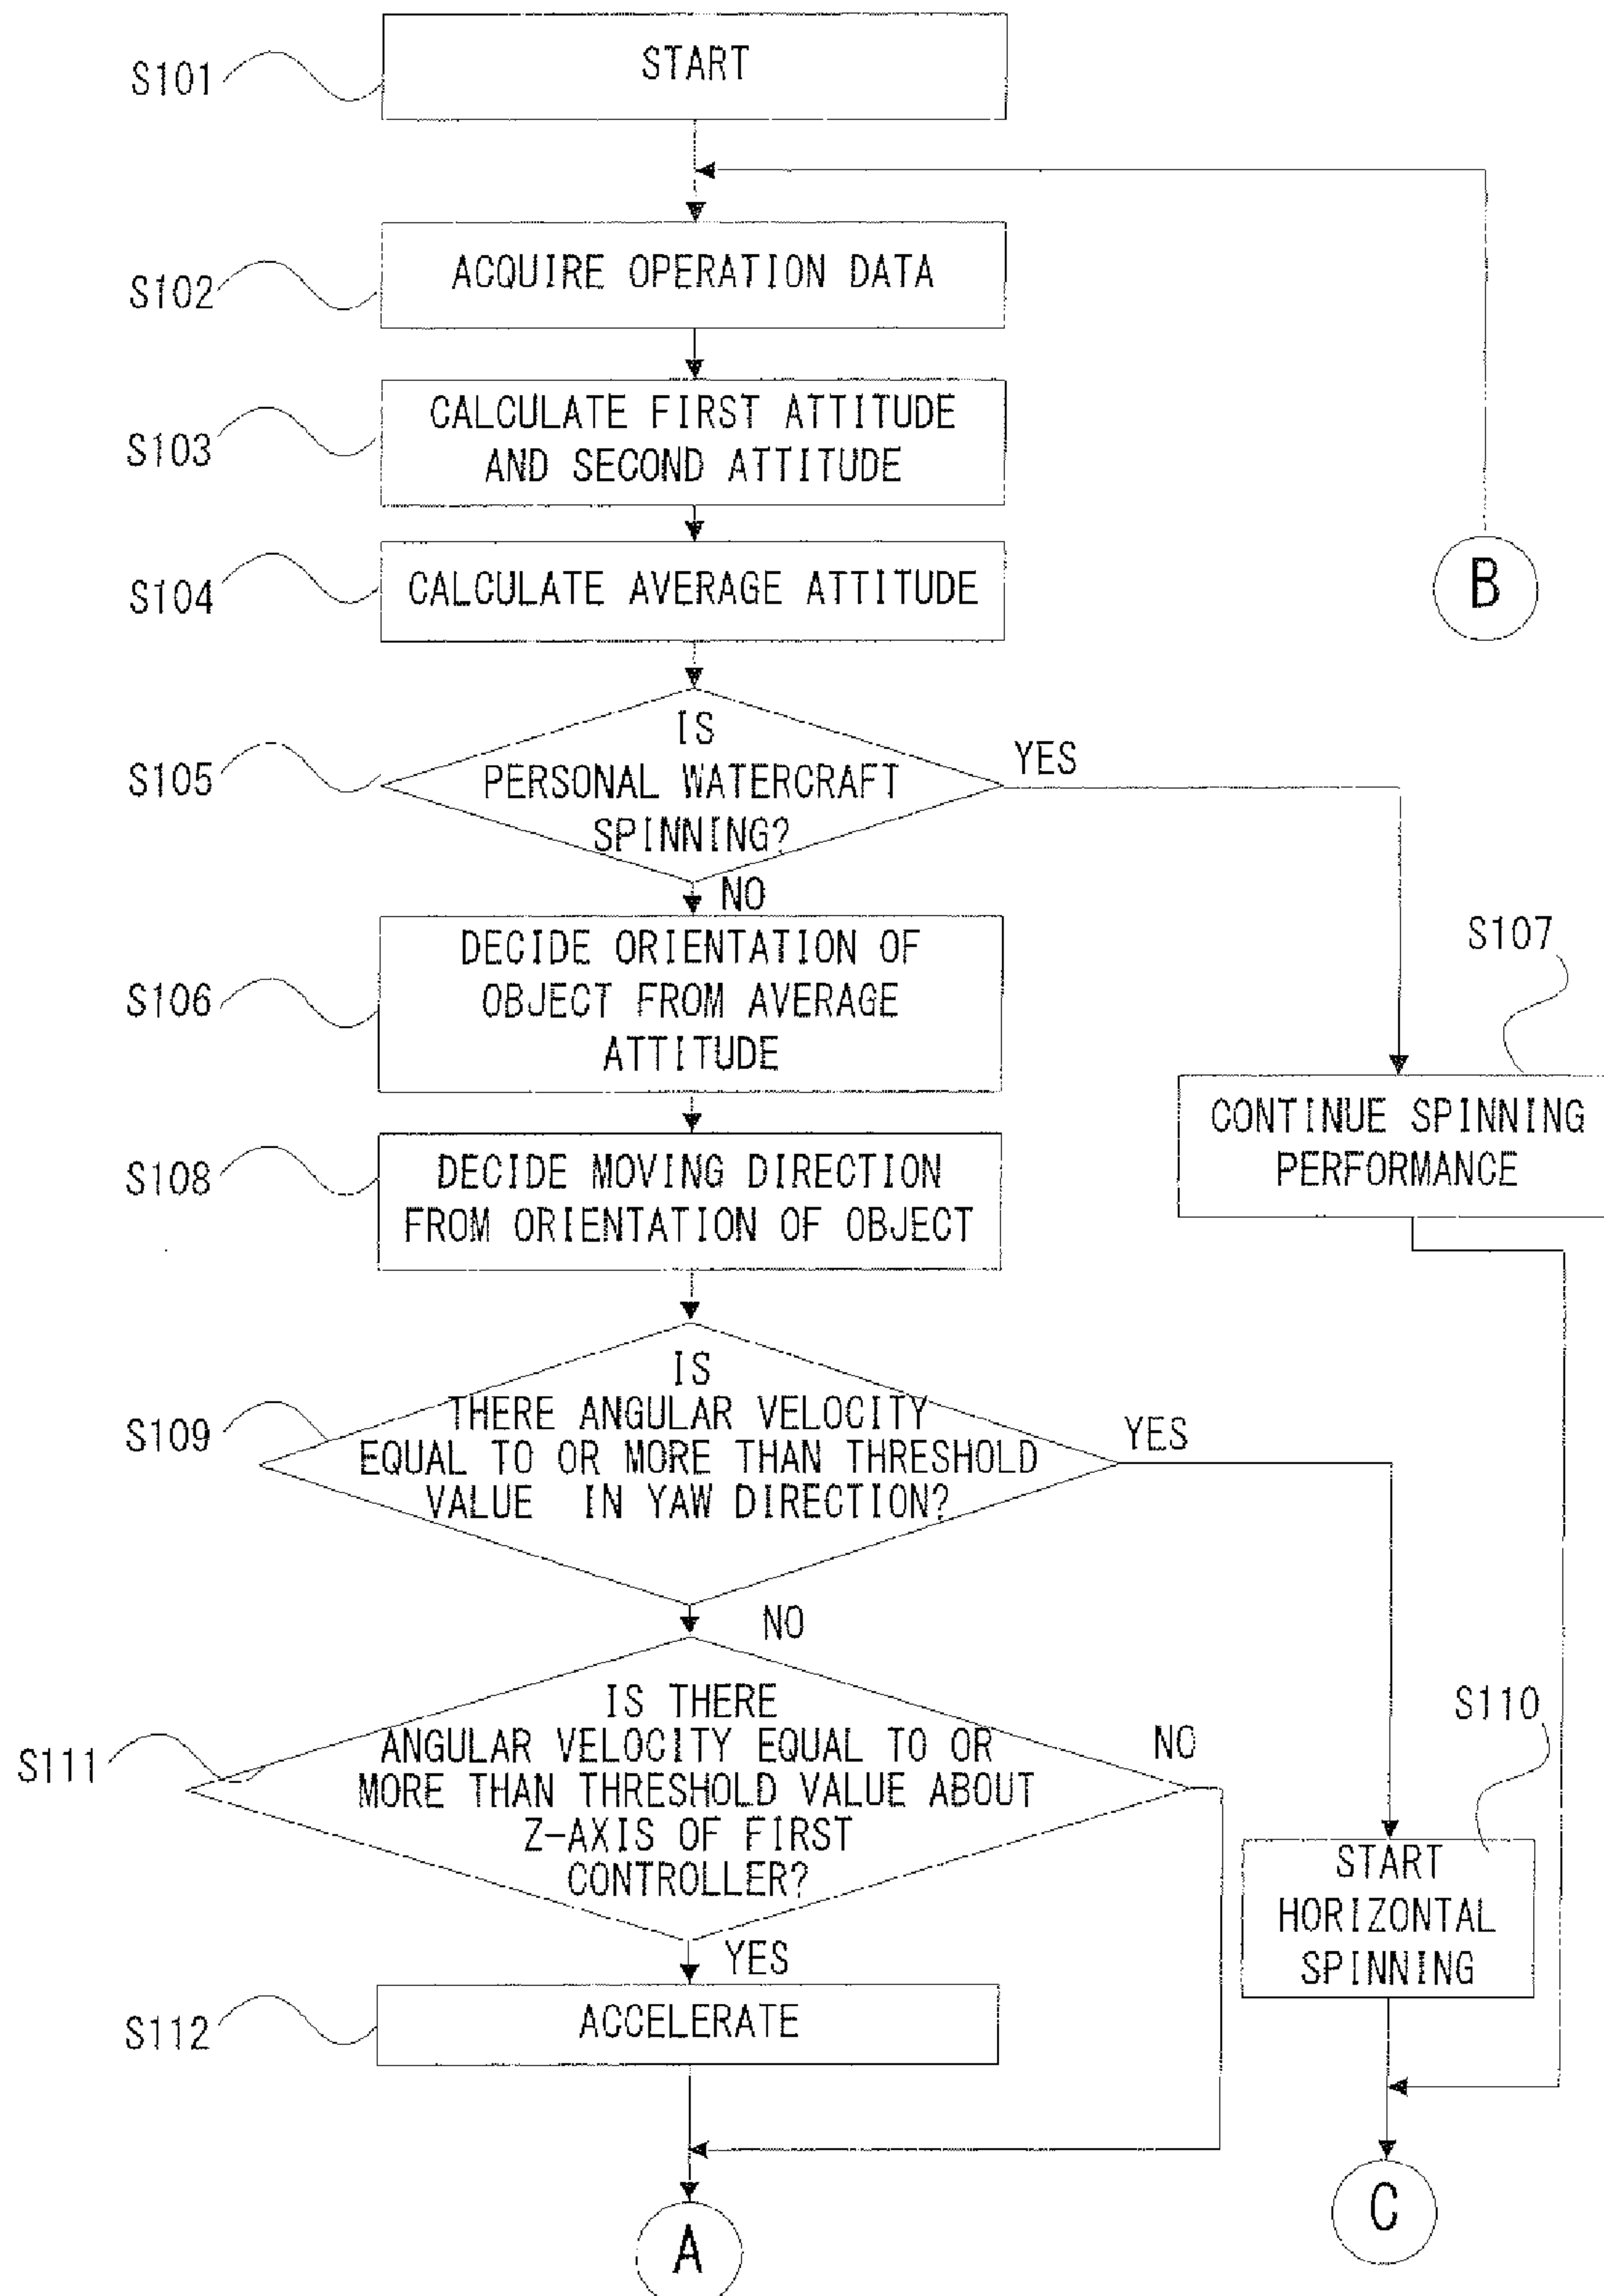 S101
START
S102
ACQUIRE OPERATION DATA
S103
CALCULATE FIRST ATTITUDE
AND SECOND ATTITUDE
S104
CALCULATE AVERAGE ATTITUDE
B
S105
IS
PERSONAL WATERCRAFT
SPINNING?
YES
NO
S106
DECIDE ORIENTATION OF
OBJECT FROM AVERAGE
ATTITUDE
S107
CONTINUE SPINNING
PERFORMANCE
S108
DECIDE MOVING DIRECTION
FROM ORIENTATION OF OBJECT
S109
IS
THERE ANGULAR VELOCITY
EQUAL TO OR MORE THAN THRESHOLD
VALUE IN YAW DIRECTION?
YES
NO
S110
START
HORIZONTAL
SPINNING
S111
IS THERE
ANGULAR VELOCITY EQUAL TO OR
MORE THAN THRESHOLD VALUE ABOUT
Z-AXIS OF FIRST
CONTROLLER?
NO
YES
S112
ACCELERATE
A
C